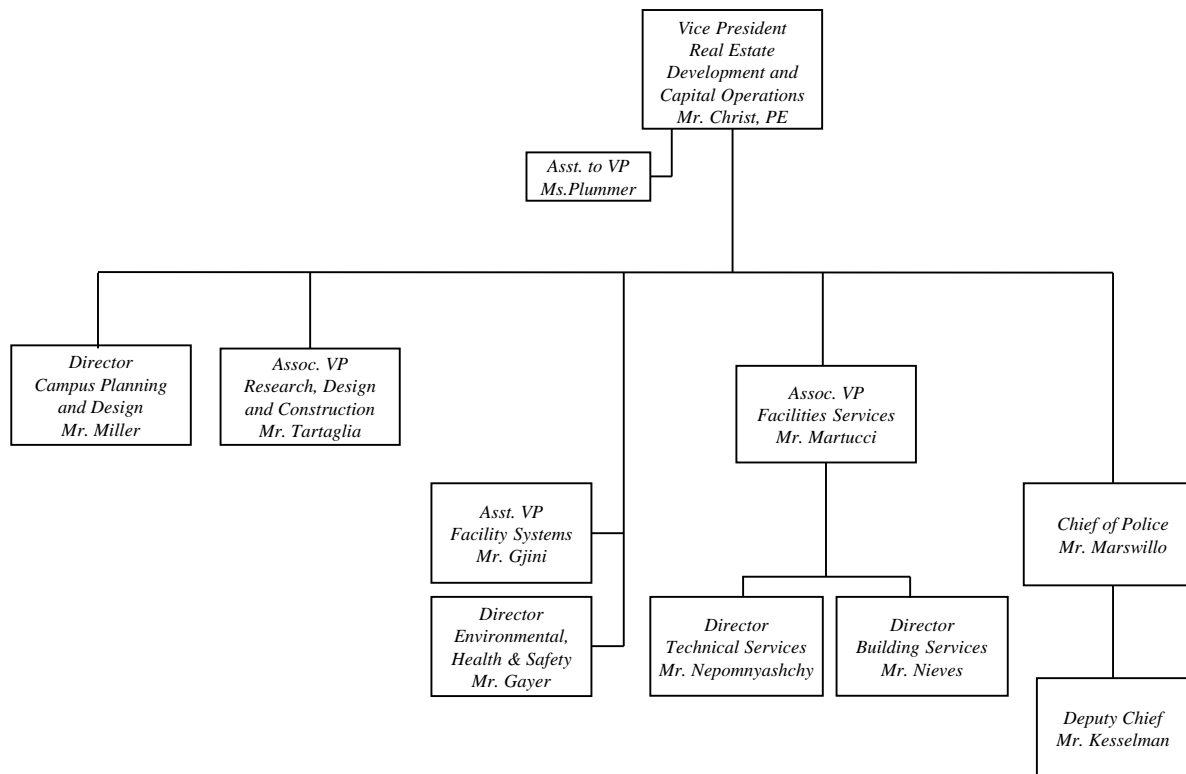 Vice President
Real Estate
Development and
Capital Operations
Mr. Christ, PE
Asst. to VP
Ms.Plummer
Director
Campus Planning
and Design
Mr. Miller
Assoc. VP
Research, Design
and Construction
Mr. Tartaglia
Assoc. VP
Facilities Services
Mr. Martucci
Asst. VP
Facility Systems
Mr. Gjini
Chief of Police
Mr. Marswillo
Director
Environmental,
Health & Safety
Mr. Gayer
Director
Technical Services
Mr. Nepomnyashchy
Director
Building Services
Mr. Nieves
Deputy Chief
Mr. Kesselman